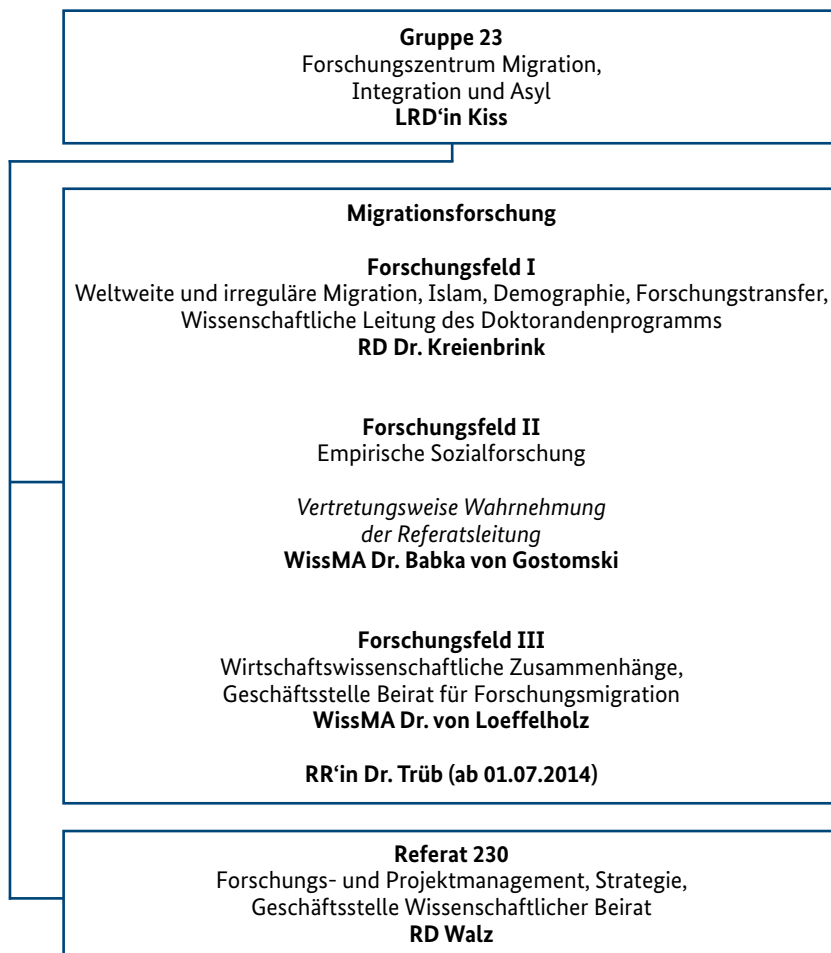 Gruppe 23
Forschungszentrum Migration,
Integration und Asyl
LRD‘in Kiss
Migrationsforschung
Forschungsfeld I
Weltweite und irreguläre Migration, Islam, Demographie, Forschungstransfer,
Wissenschaftliche Leitung des Doktorandenprogramms
RD Dr. Kreienbrink
Forschungsfeld II
Empirische Sozialforschung
Vertretungsweise Wahrnehmung
der Referatsleitung
WissMA Dr. Babka von Gostomski
Forschungsfeld III
Wirtschaftswissenschaftliche Zusammenhänge,
Geschäftsstelle Beirat für Forschungsmigration
WissMA Dr. von Loeffelholz
RR‘in Dr. Trüb (ab 01.07.2014)
Referat 230
Forschungs- und Projektmanagement, Strategie,
Geschäftsstelle Wissenschaftlicher Beirat
RD Walz